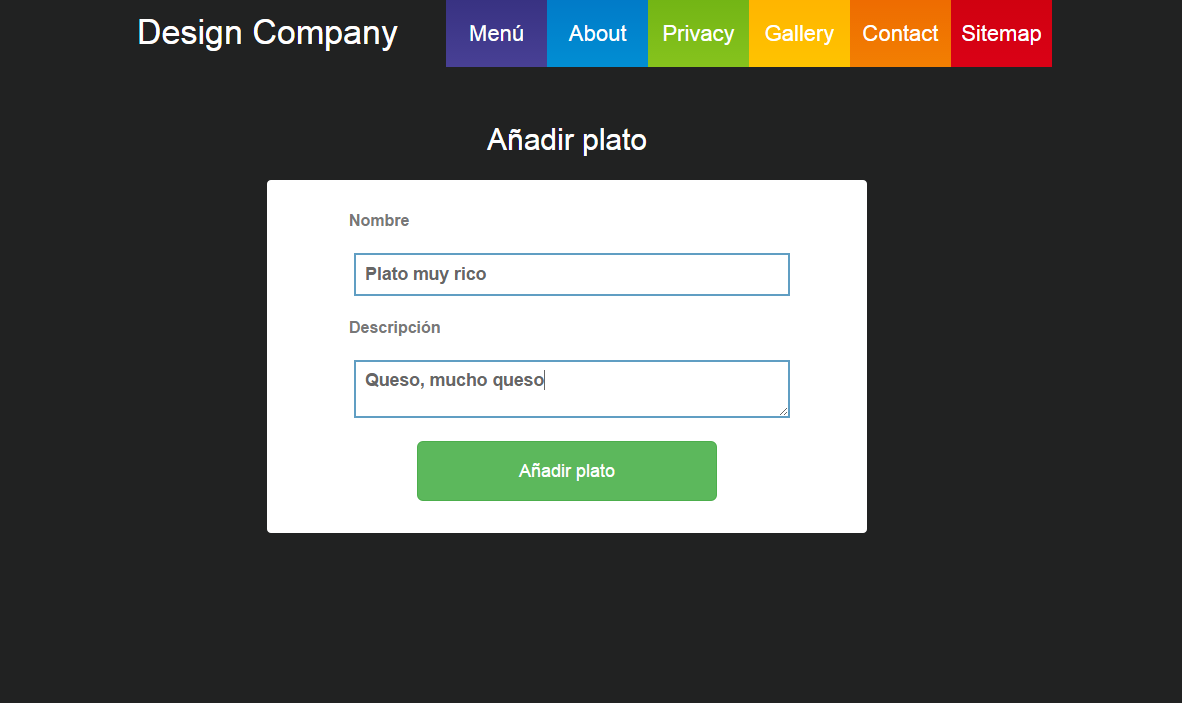 Design Company
Menú
About
Privacy
Gallery
Contact
Sitemap
Añadir plato
Nombre
Plato muy rico
Descripción
Queso, mucho queso
Añadir plato